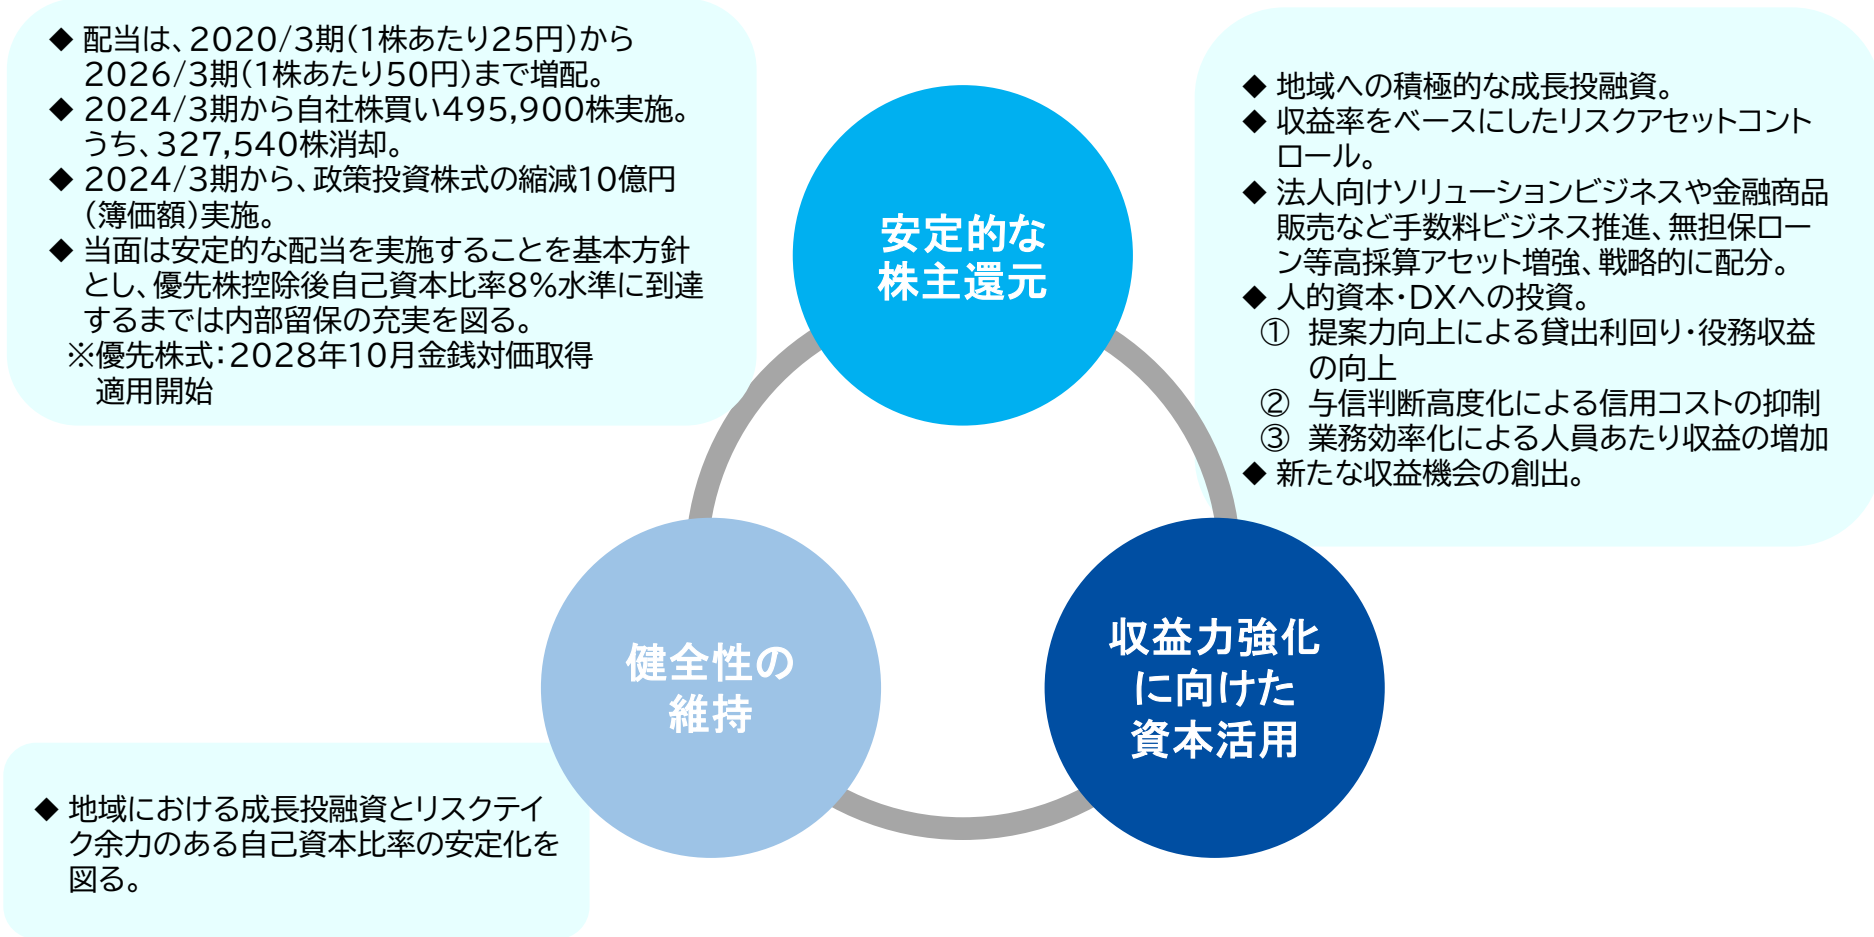 ◆ 配当は、2020/3期(1株あたり25円)から
2026/3期(1株あたり50円)まで増配。
◆ 2024/3期から自社株買い495,900株実施。
うち、327,540株消却。
◆ 2024/3期から、政策投資株式の縮減10億円
(簿価額)実施。
◆ 当面は安定的な配当を実施することを基本方針
とし、優先株控除後自己資本比率8%水準に到達
するまでは内部留保の充実を図る。
※優先株式：2028年10月金銭対価取得
適用開始
安定的な
株主還元
◆ 地域への積極的な成長投融資。
◆ 収益率をベースにしたリスクアセットコント
ロール。
◆ 法人向けソリューションビジネスや金融商品
販売など手数料ビジネス推進、無担保ロー
ン等高採算アセット増強、戦略的に配分。
◆ 人的資本・DXへの投資。
① 提案力向上による貸出利回り・役務収益
の向上
② 与信判断高度化による信用コストの抑制
③ 業務効率化による人員あたり収益の増加
◆ 新たな収益機会の創出。
健全性の
維持
収益力強化
に向けた
資本活用
◆ 地域における成長投融資とリスクテイ
ク余力のある自己資本比率の安定化を
図る。